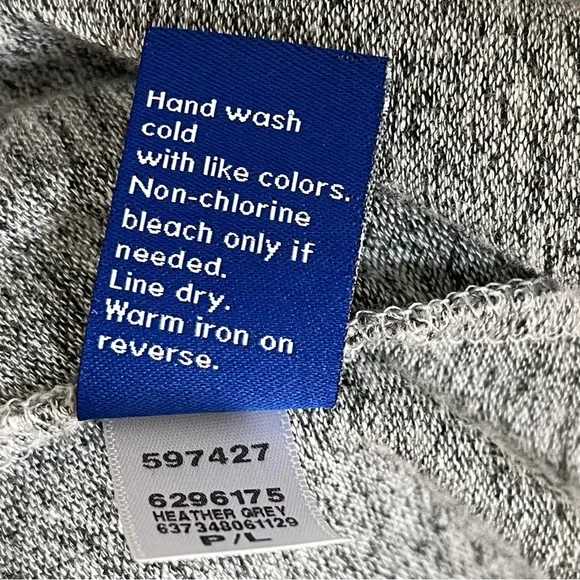 Hand wash
cold
with like colors.
Non-chlorine
bleach only if
needed.
Line dry.
Warm iron on
reverse.
597427
6296175
HEATHER GREY
637348061129
P/L